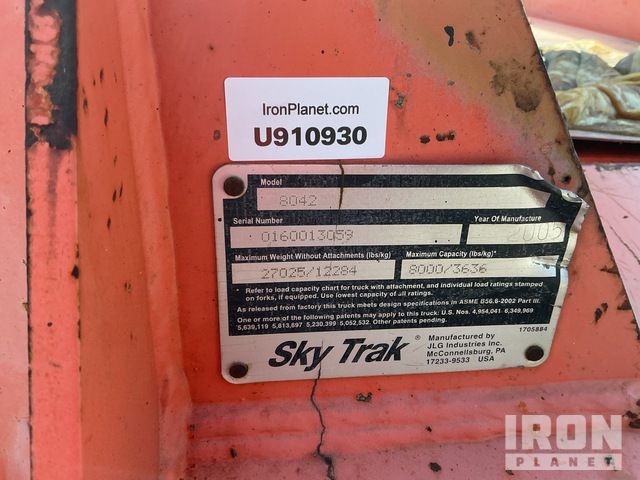 IronPlanet.com
U910930
Model
8042
Serial Number
Year Of Manufacture
0160013059
2005
Maximum Weight Without Attachments (lbs/kg)
Maximum Capacity (lbs/kg)*
27025/12284
8000/3636
* Refer to load capacity chart for truck with attachment, and individual load ratings stamped
on forks, if equipped. Use lowest capacity of all ratings.
As released from factory this truck meets design specifications in ASME B56.6-2002 Part III.
One or more of the following patents may apply to this truck: U.S. Nos. 4,954,041 6,349,969
5,639,119 5,813,697 5,230,399 5,052,532 Other patents pending.
1705884
Sky Trak®
Manufactured by
JLG Industries Inc.
McConnellsburg, PA
17233-9533 USA
IRON
PLANET